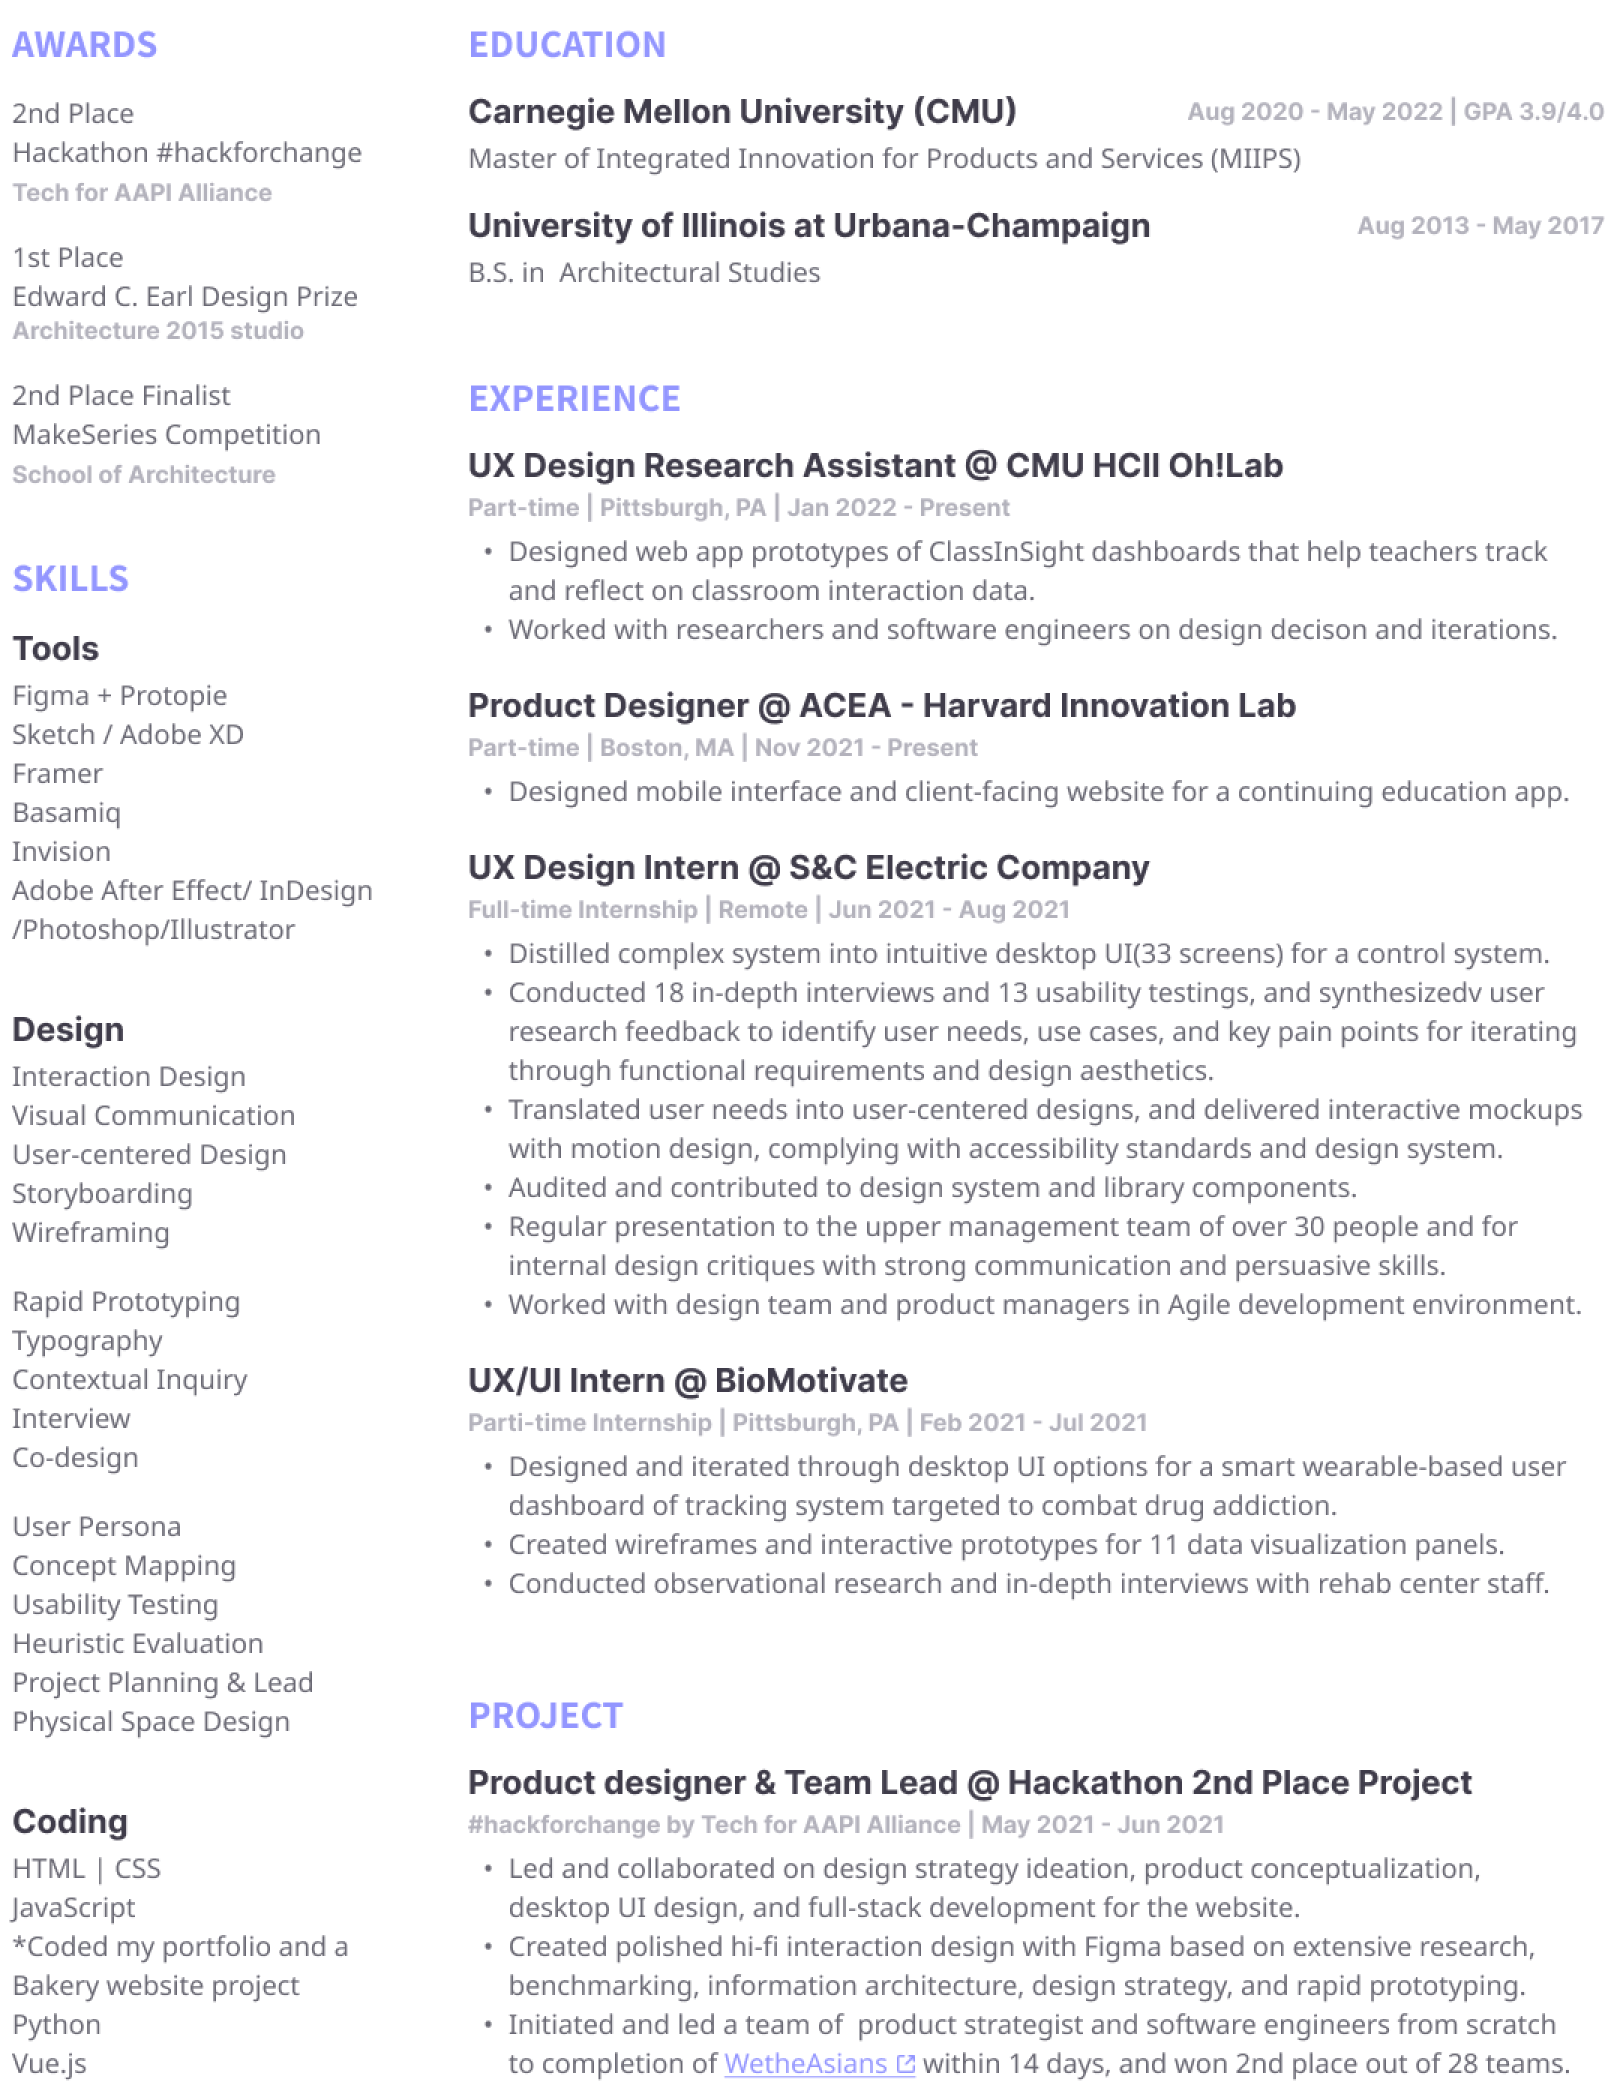 AWARDS
2nd Place
Hackathon #hackforchange
Tech for AAPI Alliance
1st Place
Edward C. Earl Design Prize
Architecture 2015 studio
2nd Place Finalist
MakeSeries Competition
School of Architecture
SKILLS
Tools
Figma + Protopie
Sketch / Adobe XD
Framer
Basamiq
Invision
Adobe After Effect/ InDesign
/Photoshop/Illustrator
Design
Interaction Design
Visual Communication
User-centered Design
Storyboarding
Wireframing
Rapid Prototyping
Typography
Contextual Inquiry
Interview
Co-design
User Persona
Concept Mapping
Usability Testing
Heuristic Evaluation
Project Planning & Lead
Physical Space Design
Coding
HTML | CSS
JavaScript
*Coded my portfolio and a
Bakery website project
Python
Vue.js
EDUCATION
Carnegie Mellon University (CMU) Aug 2020 - May 2022 | GPA 3.9/4.0
Master of Integrated Innovation for Products and Services (MIIPS)
University of Illinois at Urbana-Champaign Aug 2013 - May 2017
B.S. in  Architectural Studies
EXPERIENCE
UX Design Research Assistant @ CMU HCII Oh!Lab
Part-time | Pittsburgh, PA | Jan 2022 - Present
• Designed web app prototypes of ClassInSight dashboards that help teachers track
and reflect on classroom interaction data.
• Worked with researchers and software engineers on design decison and iterations.
Product Designer @ ACEA - Harvard Innovation Lab
Part-time | Boston, MA | Nov 2021 - Present
• Designed mobile interface and client-facing website for a continuing education app.
UX Design Intern @ S&C Electric Company
Full-time Internship | Remote | Jun 2021 - Aug 2021
• Distilled complex system into intuitive desktop UI(33 screens) for a control system.
• Conducted 18 in-depth interviews and 13 usability testings, and synthesizedv user
research feedback to identify user needs, use cases, and key pain points for iterating
through functional requirements and design aesthetics.
• Translated user needs into user-centered designs, and delivered interactive mockups
with motion design, complying with accessibility standards and design system.
• Audited and contributed to design system and library components.
• Regular presentation to the upper management team of over 30 people and for
internal design critiques with strong communication and persuasive skills.
• Worked with design team and product managers in Agile development environment.
UX/UI Intern @ BioMotivate
Parti-time Internship | Pittsburgh, PA | Feb 2021 - Jul 2021
• Designed and iterated through desktop UI options for a smart wearable-based user
dashboard of tracking system targeted to combat drug addiction.
• Created wireframes and interactive prototypes for 11 data visualization panels.
• Conducted observational research and in-depth interviews with rehab center staff.
PROJECT
Product designer & Team Lead @ Hackathon 2nd Place Project
#hackforchange by Tech for AAPI Alliance | May 2021 - Jun 2021
• Led and collaborated on design strategy ideation, product conceptualization,
desktop UI design, and full-stack development for the website.
• Created polished hi-fi interaction design with Figma based on extensive research,
benchmarking, information architecture, design strategy, and rapid prototyping.
• Initiated and led a team of  product strategist and software engineers from scratch
to completion of WetheAsians within 14 days, and won 2nd place out of 28 teams.